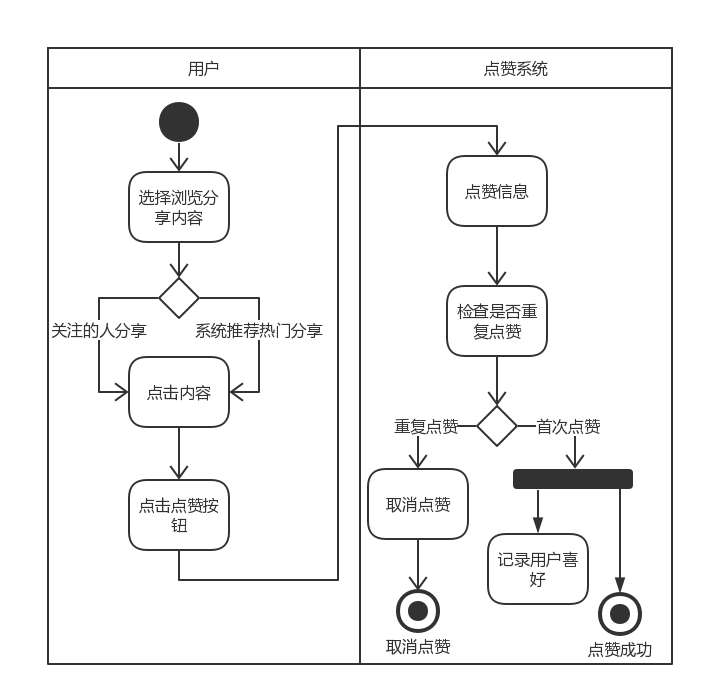 用户
点赞系统
选择浏览分
享内容
关注的人分享
系统推荐热门分享
点击内容
点击点赞按
钮
点赞信息
检查是否重
复点赞
重复点赞
首次点赞
取消点赞
记录用户喜
好
取消点赞
点赞成功